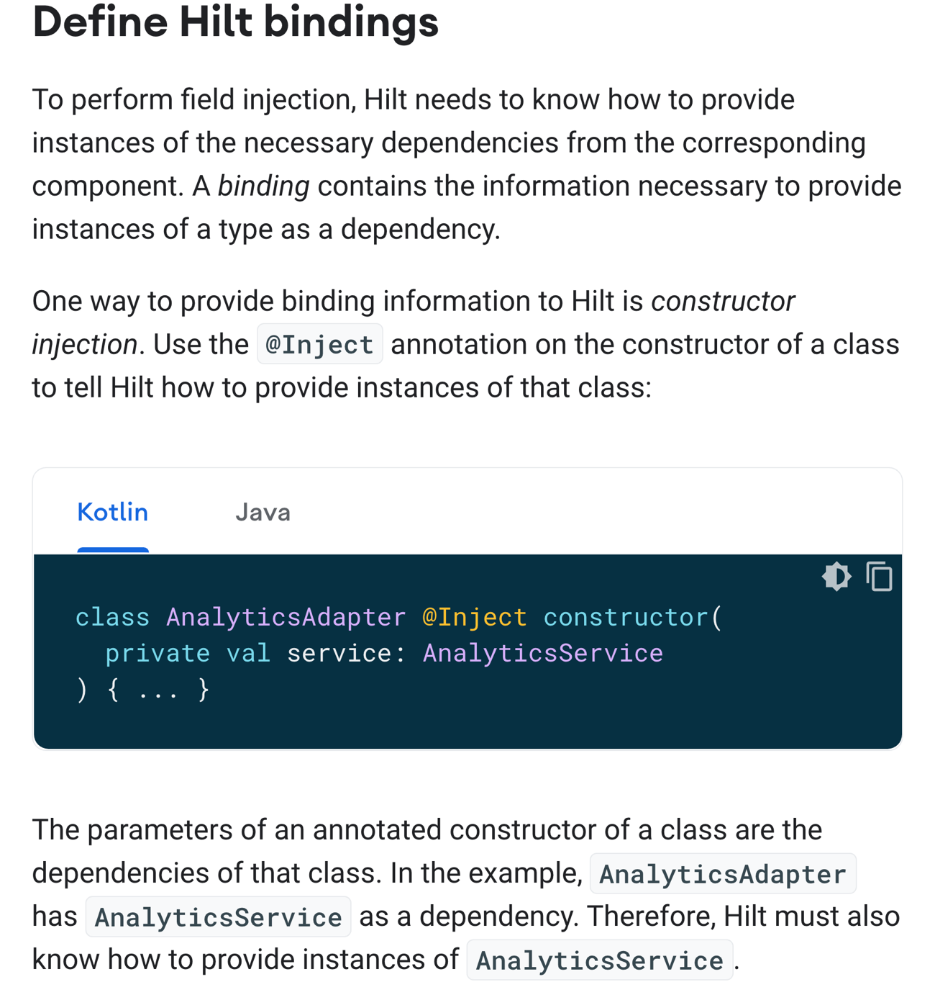 Define Hilt bindings
To perform field injection, Hilt needs to know how to provide
instances of the necessary dependencies from the corresponding
component. A binding contains the information necessary to provide
instances of a type as a dependency.
One way to provide binding information to Hilt is constructor
injection. Use the @Inject annotation on the constructor of a class
to tell Hilt how to provide instances of that class:
Kotlin Java
class AnalyticsAdapter @Inject constructor(
  private val service: AnalyticsService
) { ... }
The parameters of an annotated constructor of a class are the
dependencies of that class. In the example, AnalyticsAdapter
has AnalyticsService as a dependency. Therefore, Hilt must also
know how to provide instances of AnalyticsService.